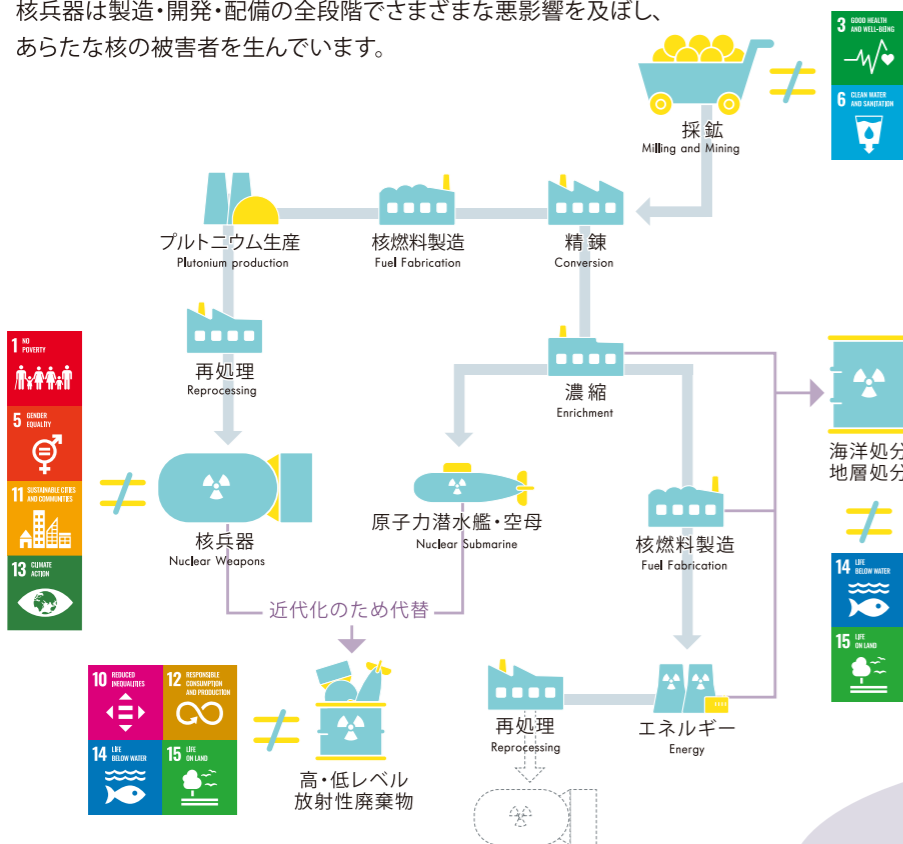 核兵器は製造・開発・配備の全段階でさまざまな悪影響を及ぼし、
あらたな核の被害者を生んでいます。
3 GOOD HEALTH
AND WELL-BEING
6 CLEAN WATER
AND SANITATION
採鉱
Milling and Mining
プルトニウム生産
Plutonium production
核燃料製造
Fuel Fabrication
精錬
Conversion
再処理
Reprocessing
濃縮
Enrichment
1 NO
POVERTY
5 GENDER
EQUALITY
11 SUSTAINABLE CITIES
AND COMMUNITIES
13 CLIMATE
ACTION
核兵器
Nuclear Weapons
原子力潜水艦・空母
Nuclear Submarine
核燃料製造
Fuel Fabrication
海洋処分
地層処分
14 LIFE
BELOW WATER
15 LIFE
ON LAND
近代化のため代替
10 REDUCED
INEQUALITIES
12 RESPONSIBLE
CONSUMPTION
AND PRODUCTION
14 LIFE
BELOW WATER
15 LIFE
ON LAND
高・低レベル
放射性廃棄物
再処理
Reprocessing
エネルギー
Energy